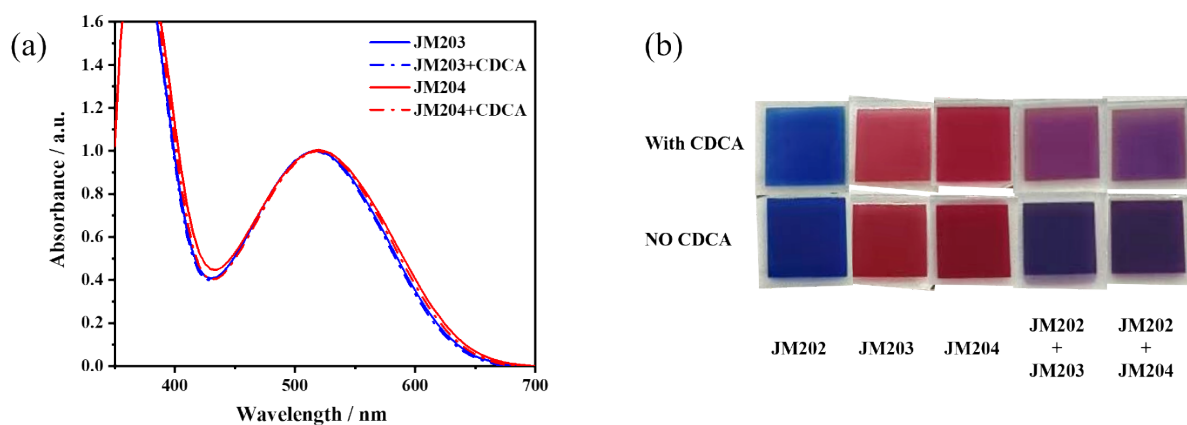 (a)
1.6
1.4
1.2
1.0
0.8
0.6
0.4
0.2
0.0
Absorbance / a.u.
400
500
600
700
Wavelength / nm
JM203
JM203+CDCA
JM204
JM204+CDCA
(b)
With CDCA
NO CDCA
JM202
JM203
JM204
JM202
+
JM203
JM202
+
JM204